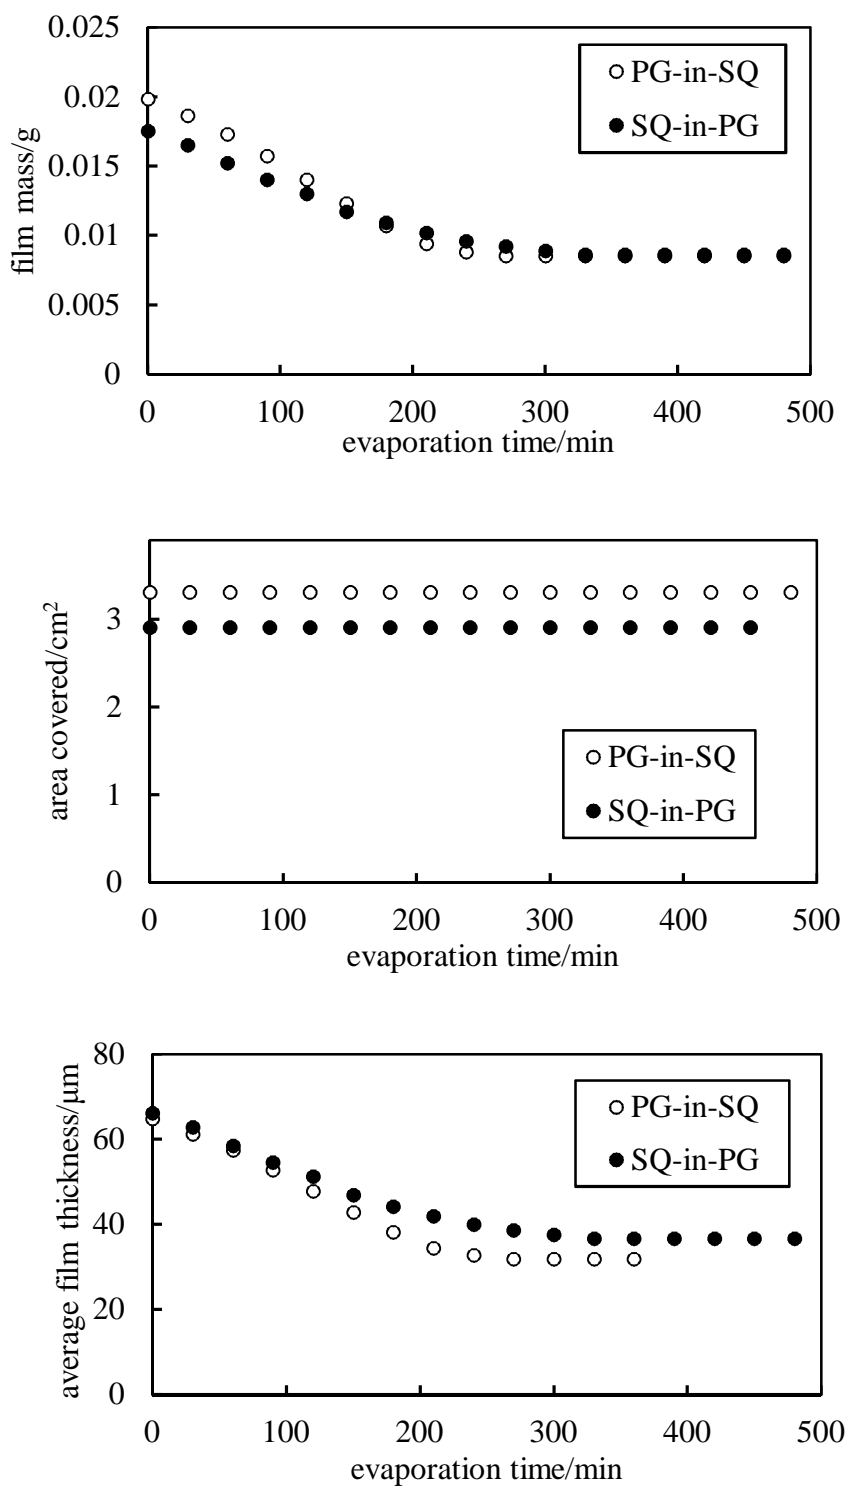 0.025
0.02
0.015
0.01
0.005
0
film mass/g
PG-in-SQ
SQ-in-PG
0 100 200 300 400 500
evaporation time/min
3
2
1
0
area covered/cm²
PG-in-SQ
SQ-in-PG
0 100 200 300 400 500
evaporation time/min
80
60
40
20
0
average film thickness/µm
PG-in-SQ
SQ-in-PG
0 100 200 300 400 500
evaporation time/min